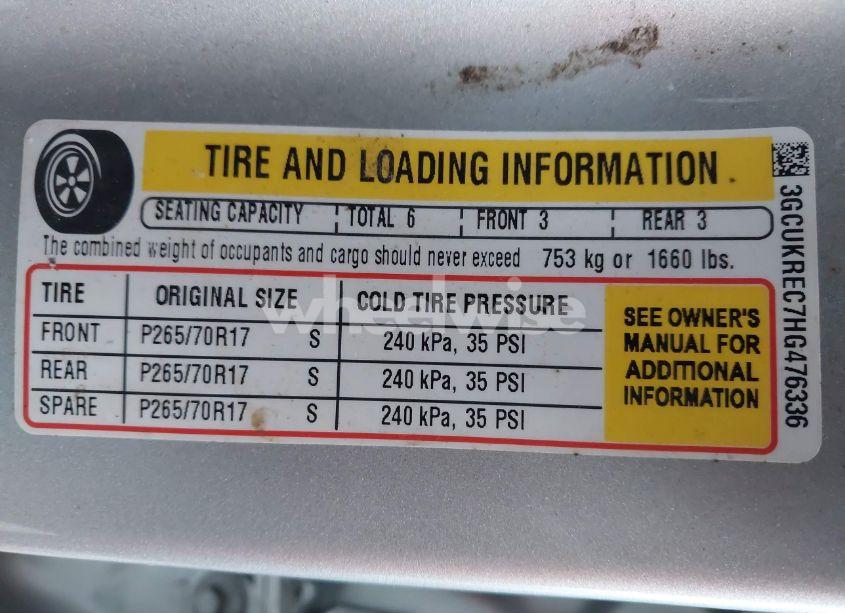 TIRE AND LOADING INFORMATION
SEATING CAPACITY TOTAL 6 FRONT 3 REAR 3
The combined weight of occupants and cargo should never exceed 753 kg or 1660 lbs.
TIRE ORIGINAL SIZE COLD TIRE PRESSURE
FRONT P265/70R17 S 240 kPa, 35 PSI
REAR P265/70R17 S 240 kPa, 35 PSI
SPARE P265/70R17 S 240 kPa, 35 PSI
SEE OWNER'S
MANUAL FOR
ADDITIONAL
INFORMATION
3GCUKREC7HG476336
wheelwise